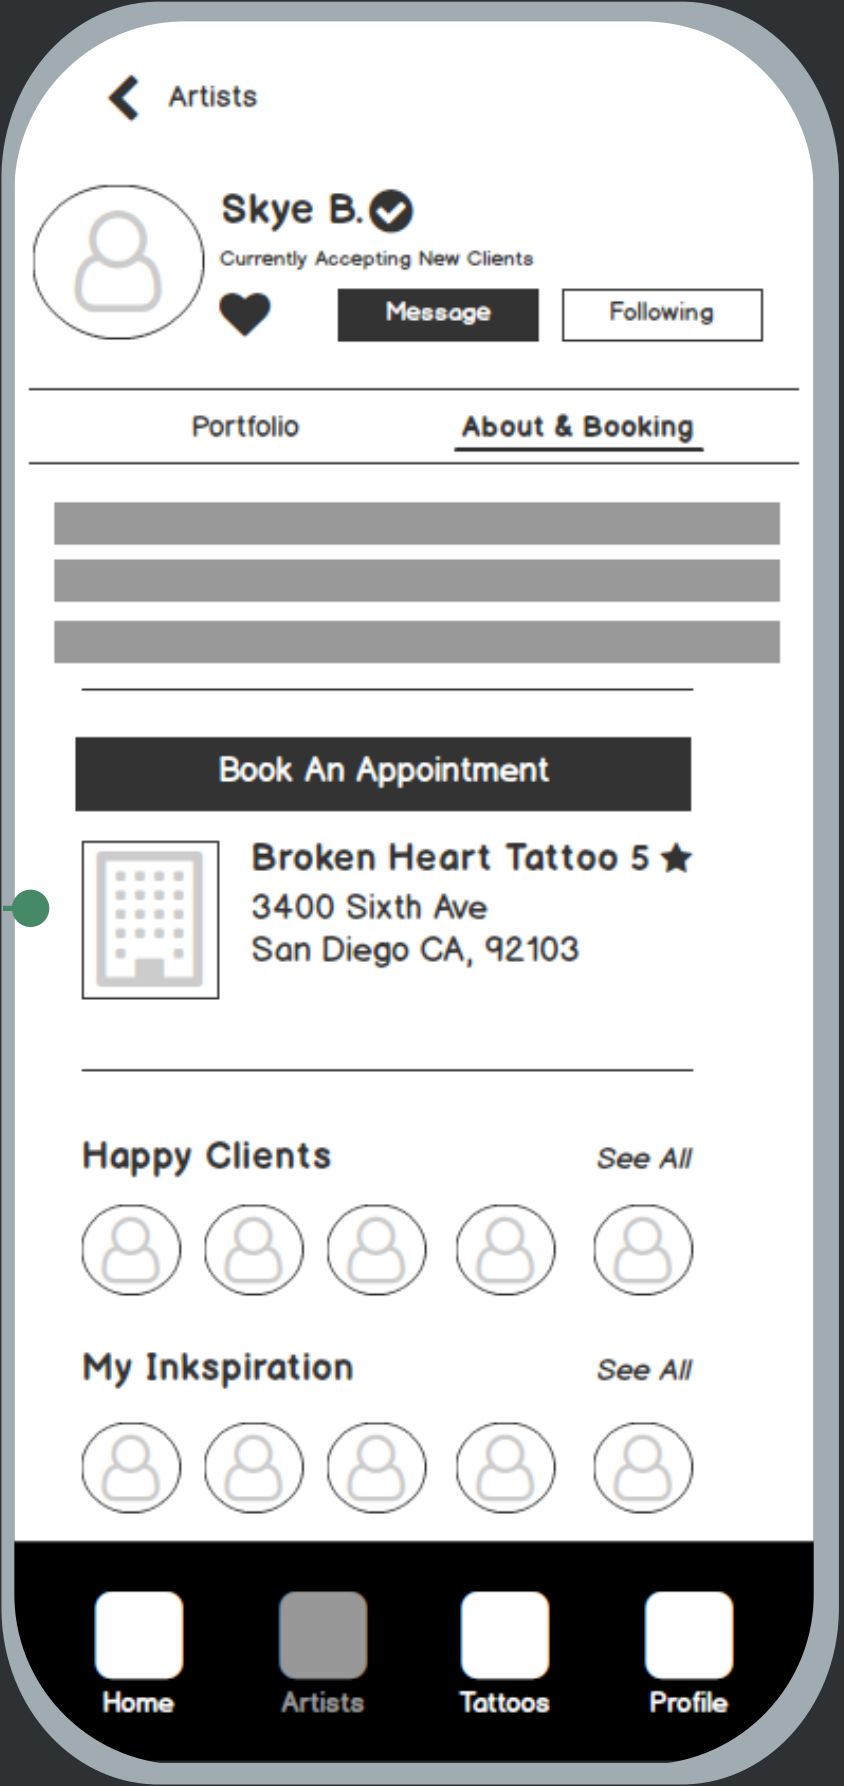 Artists
Skye B.
Currently Accepting New Clients
Message Following
Portfolio About & Booking
Book An Appointment
Broken Heart Tattoo 5
3400 Sixth Ave
San Diego CA, 92103
Happy Clients See All
My Inkspiration See All
Home Artists Tattoos Profile